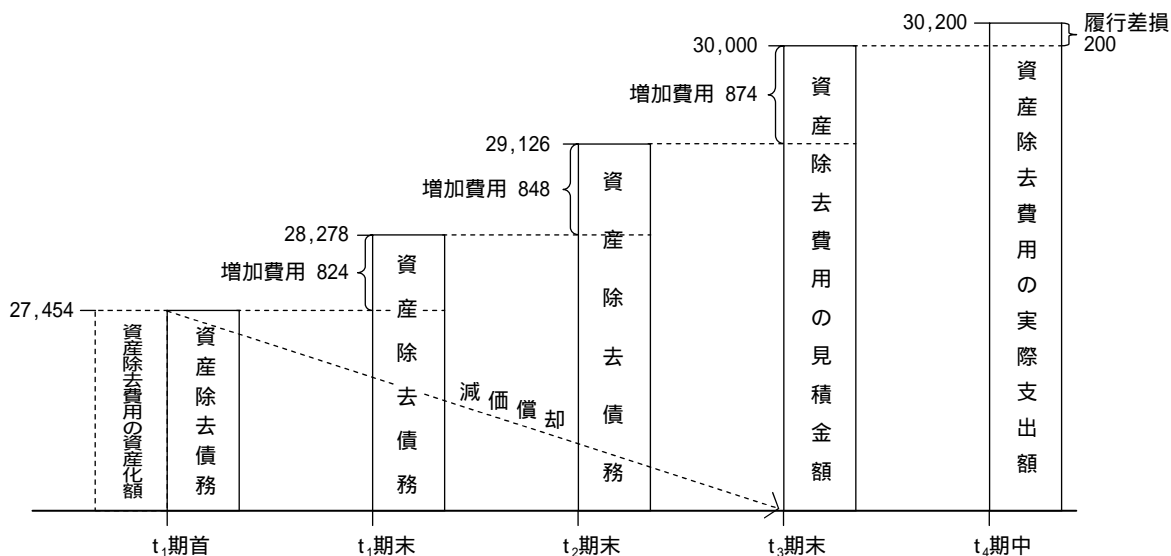 30,200
履行差損
200
30,000
増加費用 874
29,126
増加費用 848
28,278
増加費用 824
27,454
資産除去費用の資産化額
資産除去債務
資産除去債務
資産除去債務
資産除去費用の見積金額
資産除去費用の実際支出額
減価償却
t₁期首
t₁期末
t₂期末
t₃期末
t₄期中